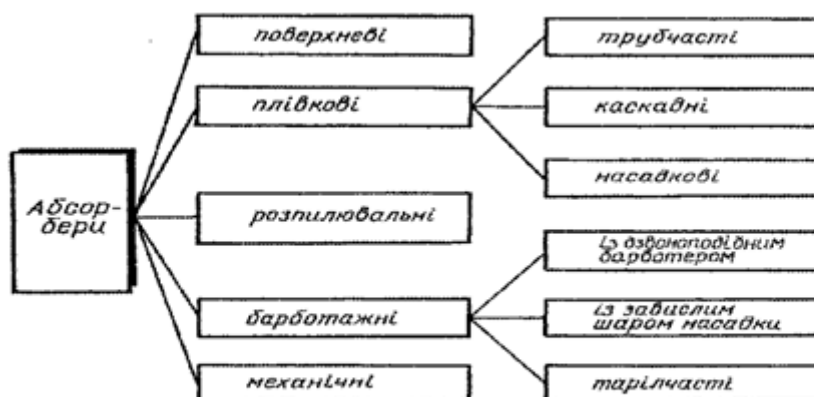 Абсор-
бери
поверхневі
плівкові
розпилювальні
барботажні
механічні
трубчасті
каскадні
насадкові
із дзвоноподібним
барботером
із завислим
шаром насадки
тарілчасті